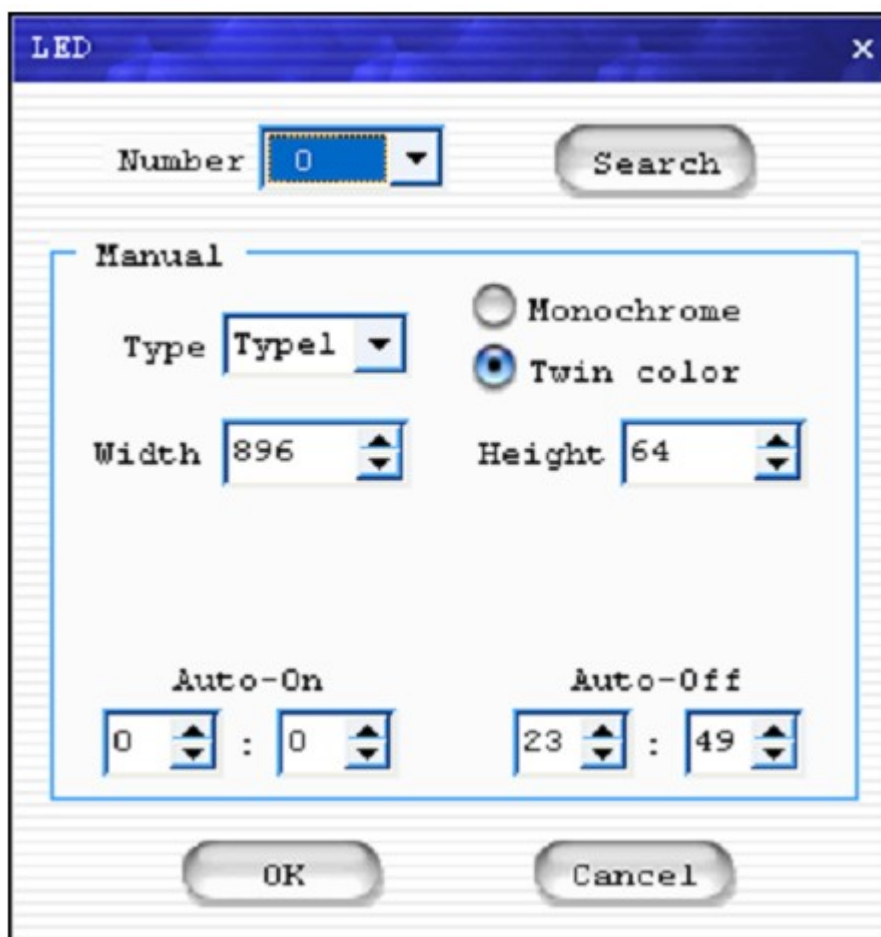 LED x
Number 0 Search
Manual
Monochrome
Type Type1
Twin color
Width 896 Height 64
Auto-On Auto-Off
0 : 0 23 : 49
OK Cancel